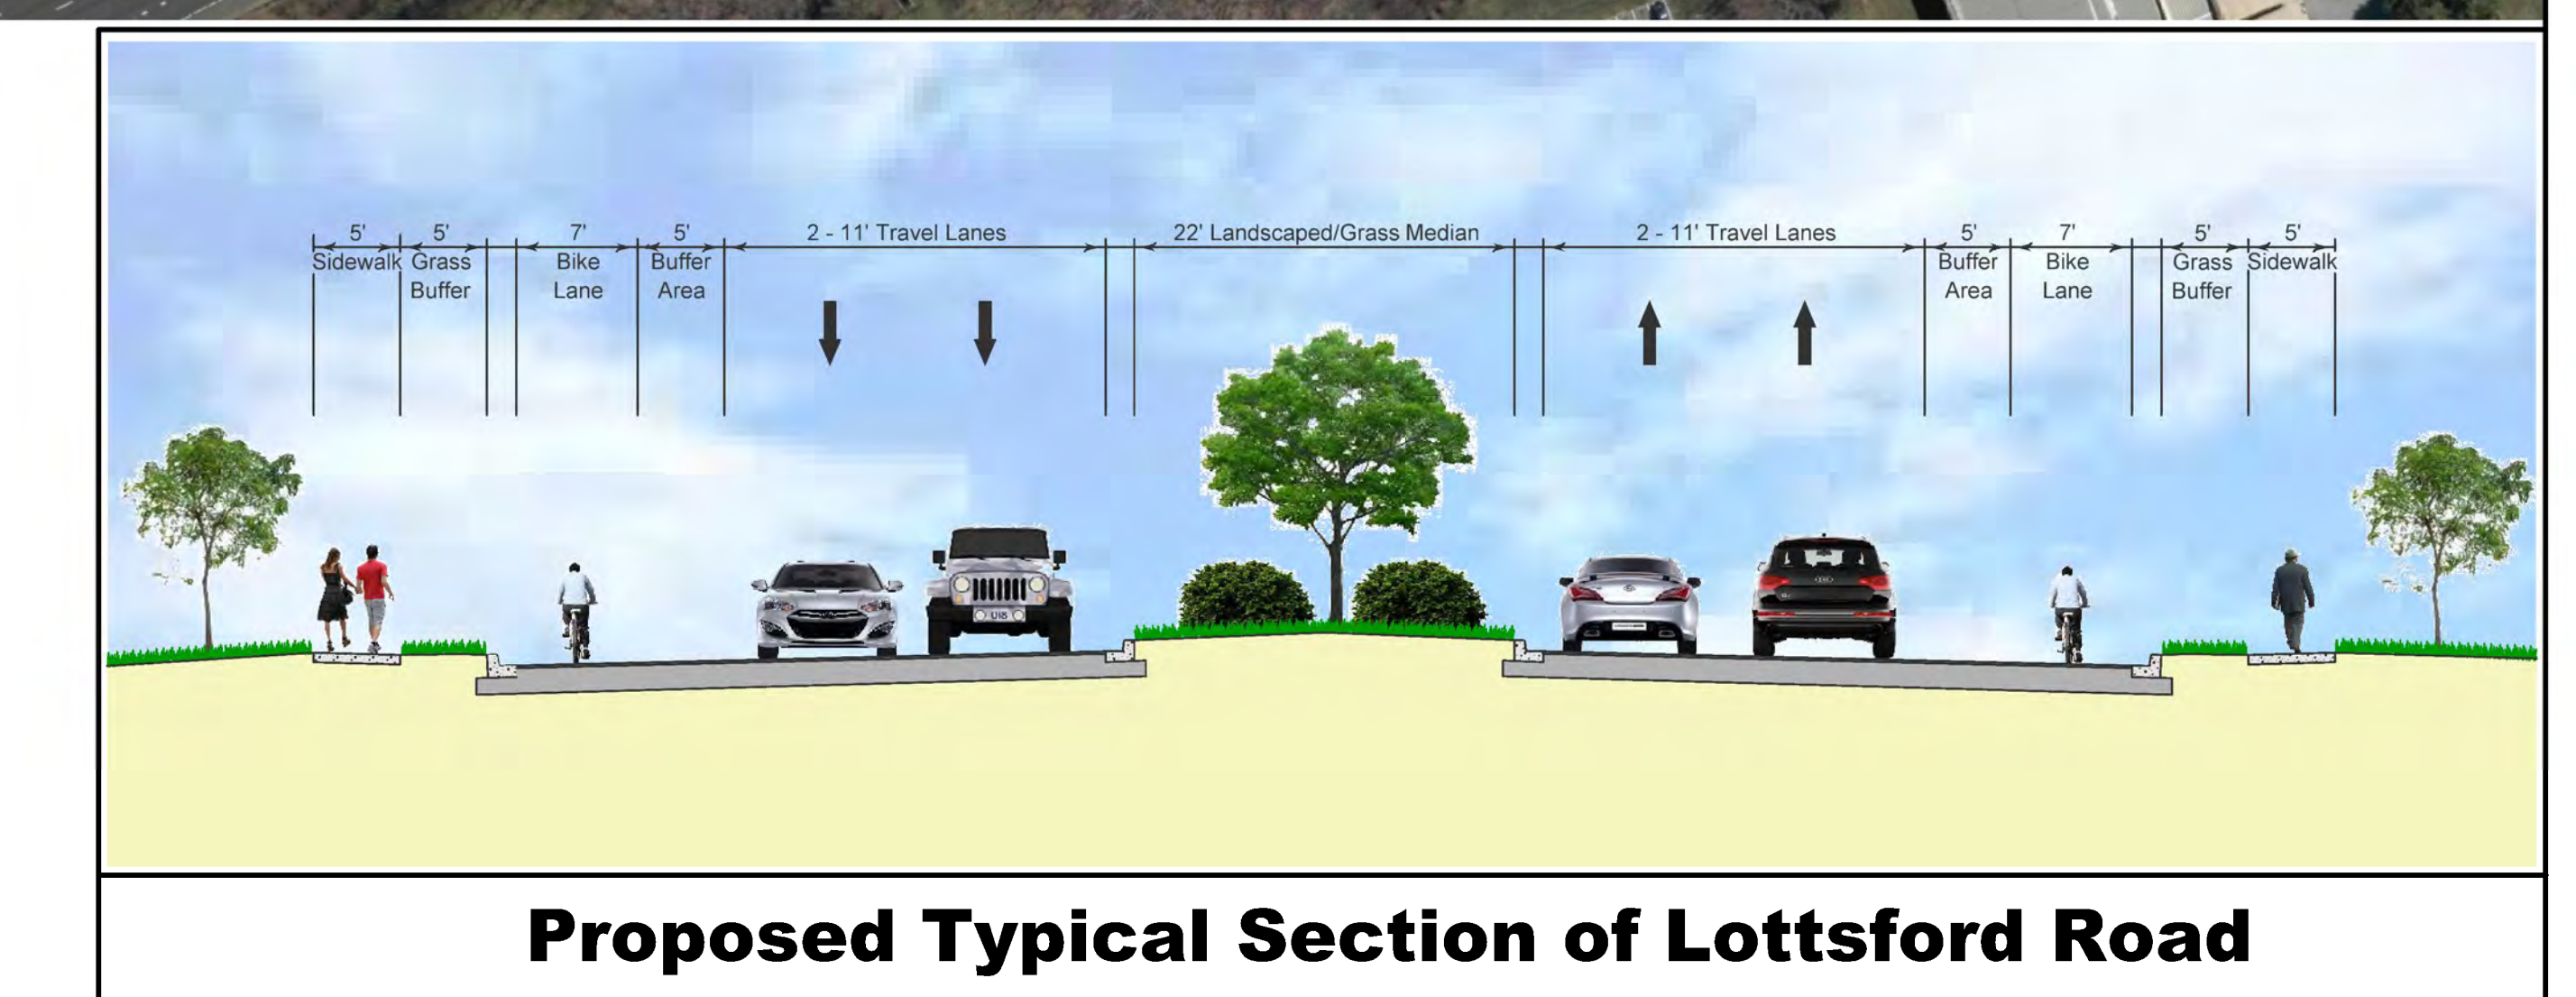 5' 5' 7' 5' 2 - 11' Travel Lanes 22' Landscaped/Grass Median 2 - 11' Travel Lanes 5' 7' 5' 5'
Sidewalk Grass Bike Buffer Buffer Bike Grass Sidewalk
Buffer Lane Area Area Lane Buffer
Proposed Typical Section of Lottsford Road